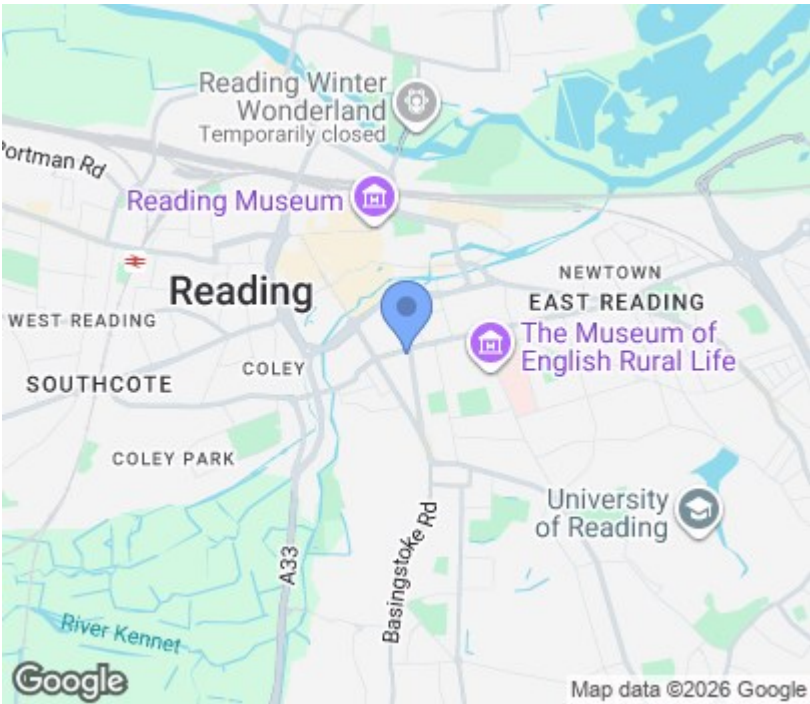 Reading Winter
Wonderland
Temporarily closed
Portman Rd
Reading Museum
NEWTOWN
Reading
EAST READING
WEST READING
The Museum of
English Rural Life
COLEY
SOUTHCOTE
COLEY PARK
University
of Reading
Basingstoke Rd
A33
River Kennet
Google
Map data ©2026 Google